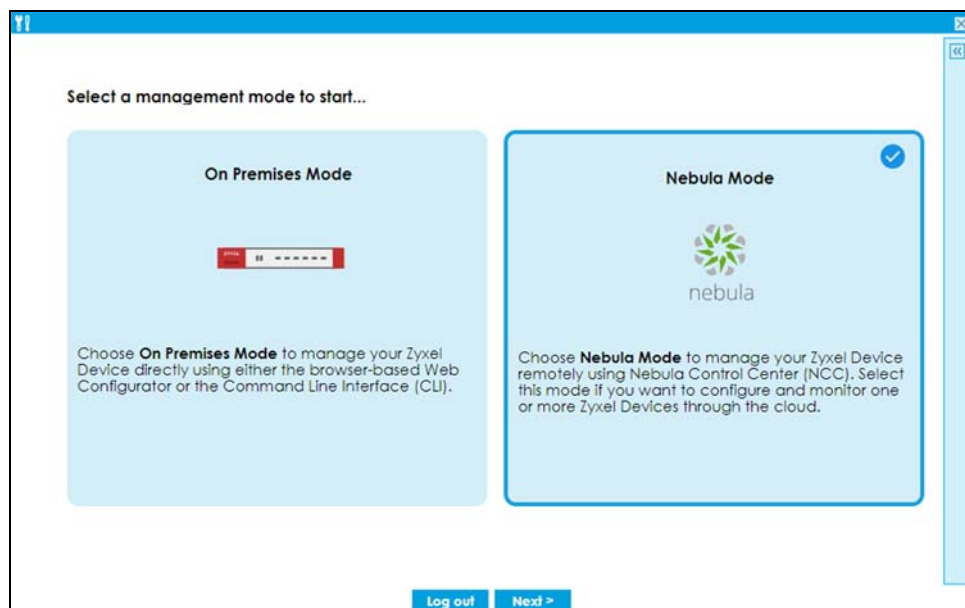 Select a management mode to start...
On Premises Mode
ZYXEL
Choose On Premises Mode to manage your Zyxel
Device directly using either the browser-based Web
Configurator or the Command Line Interface (CLI).
Nebula Mode
nebula
Choose Nebula Mode to manage your Zyxel Device
remotely using Nebula Control Center (NCC). Select
this mode if you want to configure and monitor one
or more Zyxel Devices through the cloud.
Log out
Next >